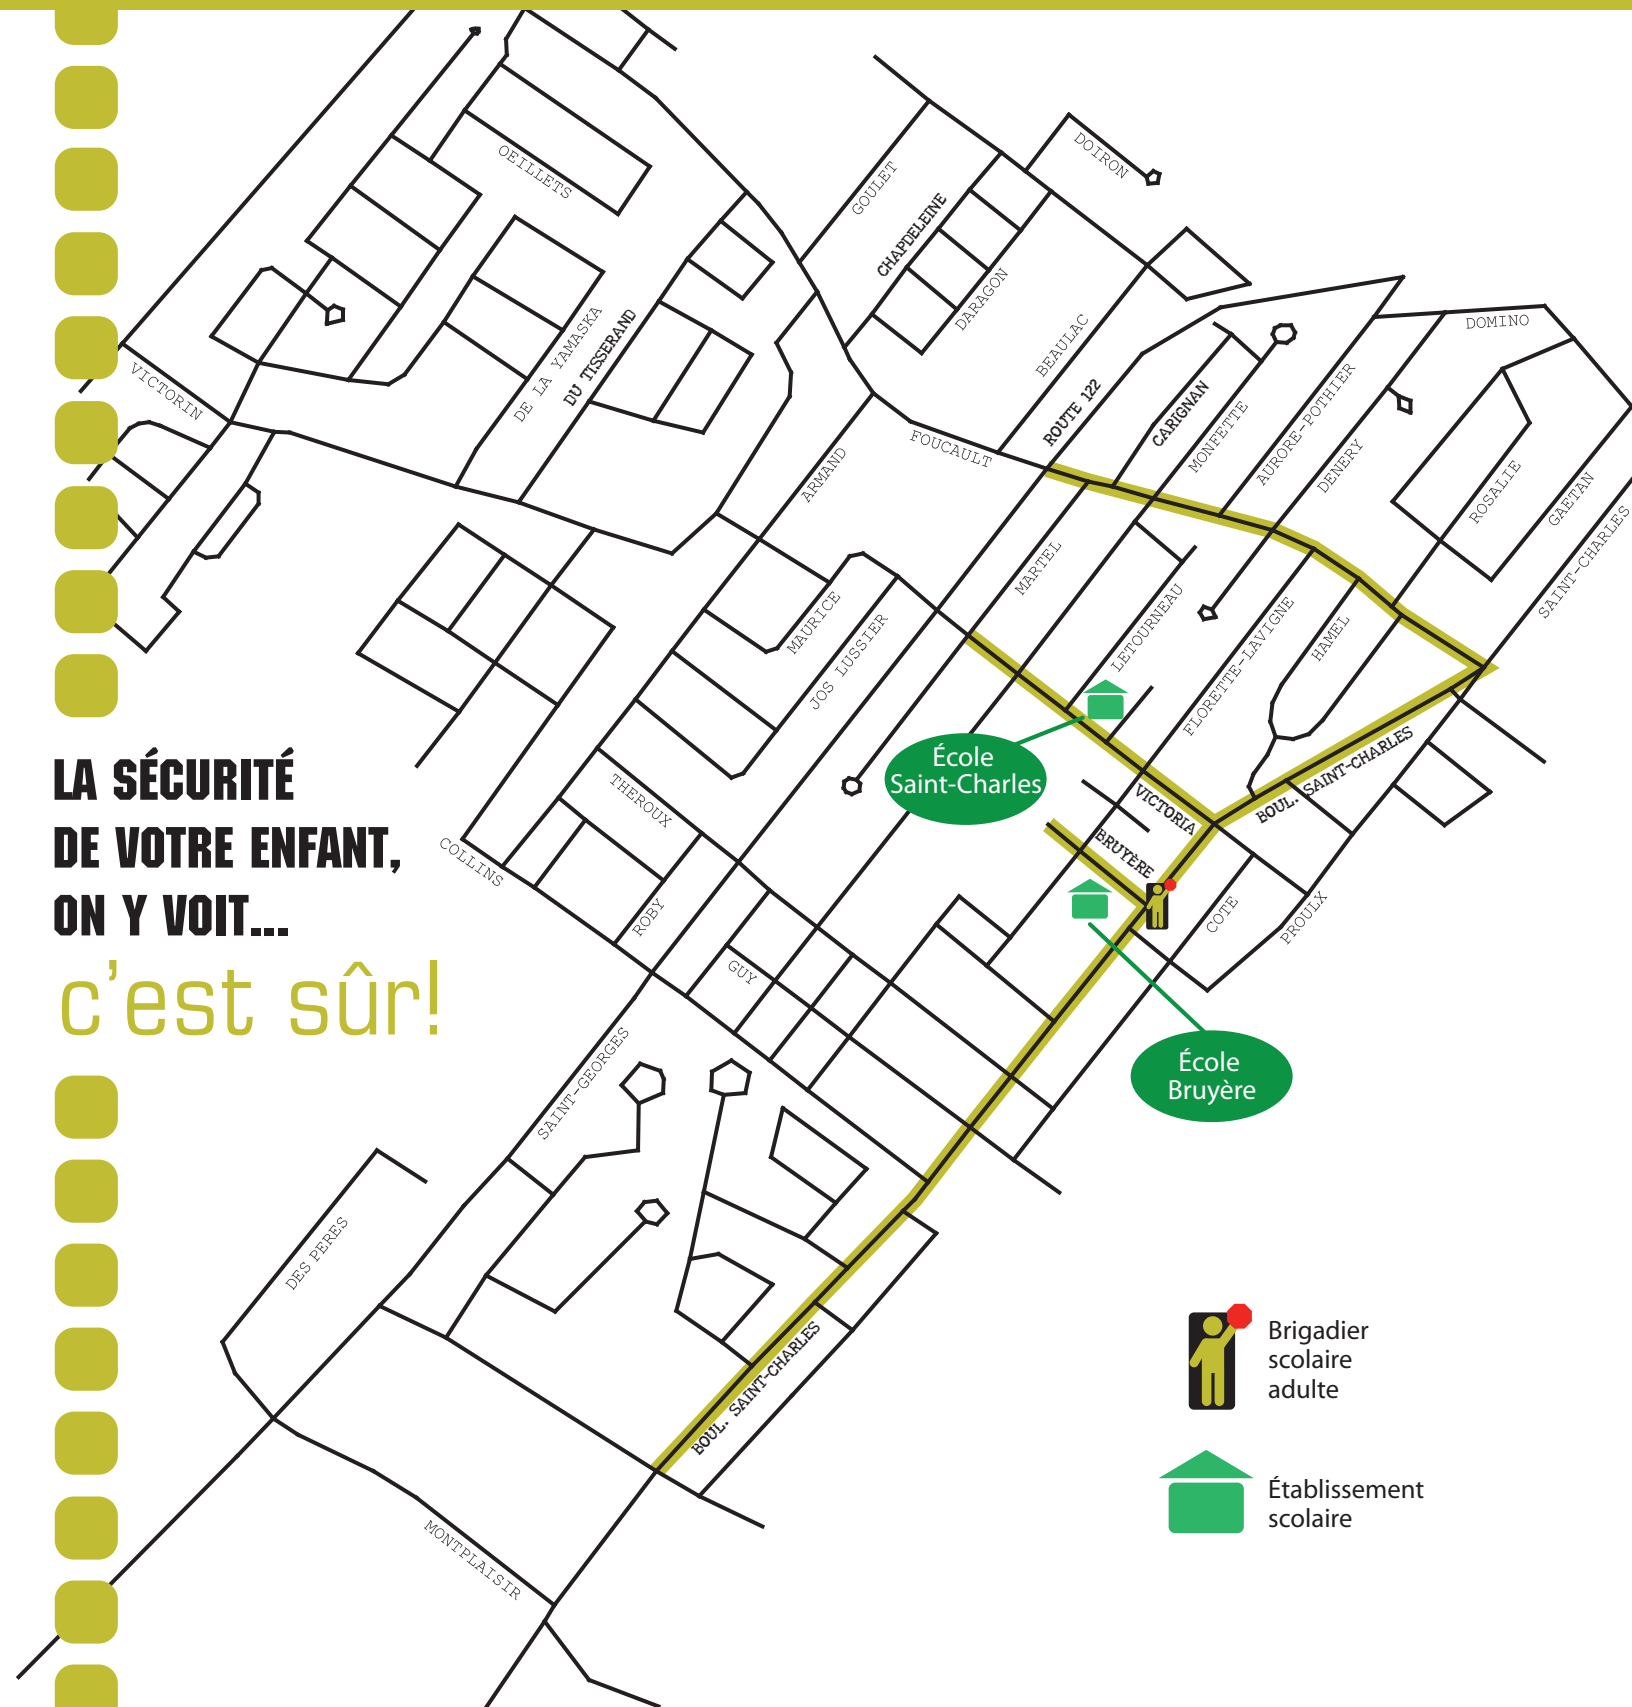 OEILLETS
DOIRON
GOULET
CHAPDELEINE
DARAGON
VICTORIN
DE LA YAMASKA
DU TISSERAND
BEAULAC
ROUTE 122
DOMINO
CARIGNAN
MONFETTE
AURORE-POTHIER
DENERY
FOUCAULT
ARMAND
ROSALIE
GAETAN
SAINT-CHARLES
MARTEL
MAURICE
JOS LUSSIER
LETOURNEAU
FLORETTE-LAVIGNE
HAMEL
École
Saint-Charles
VICTORIA
BOUL. SAINT-CHARLES
BRUYÈRE
THEROUX
COLLINS
ROBY
GUY
COTE
PROULX
LA SÉCURITÉ
DE VOTRE ENFANT,
ON Y VOIT...
c'est sûr!
École
Bruyère
SAINT-GEORGES
DES PERES
BOUL. SAINT-CHARLES
MONTPLAISIR
Brigadier
scolaire
adulte
Établissement
scolaire